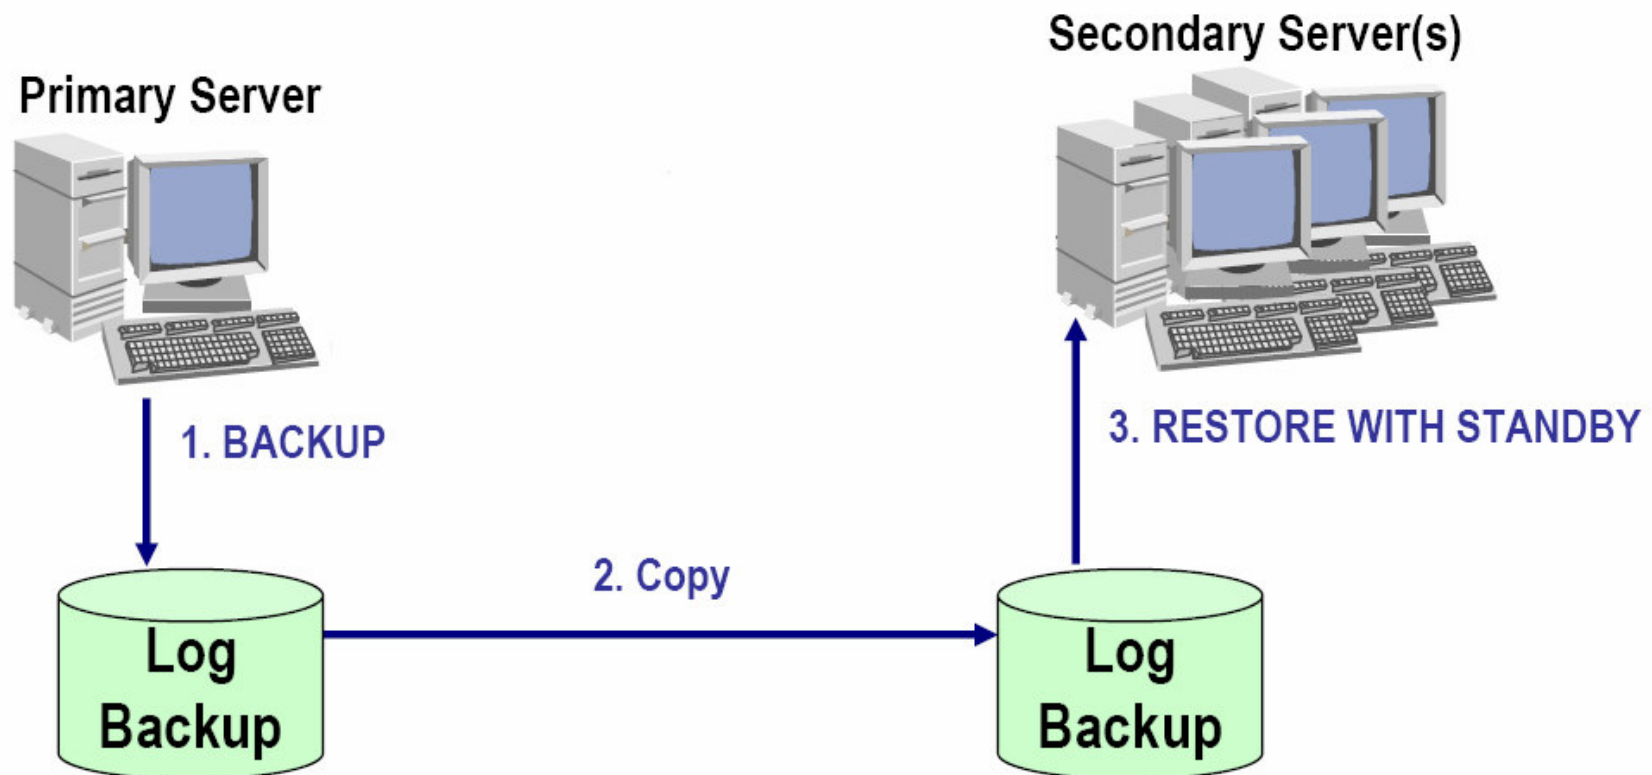 Secondary Server(s)
Primary Server
1. BACKUP
3. RESTORE WITH STANDBY
2. Copy
Log
Backup
Log
Backup